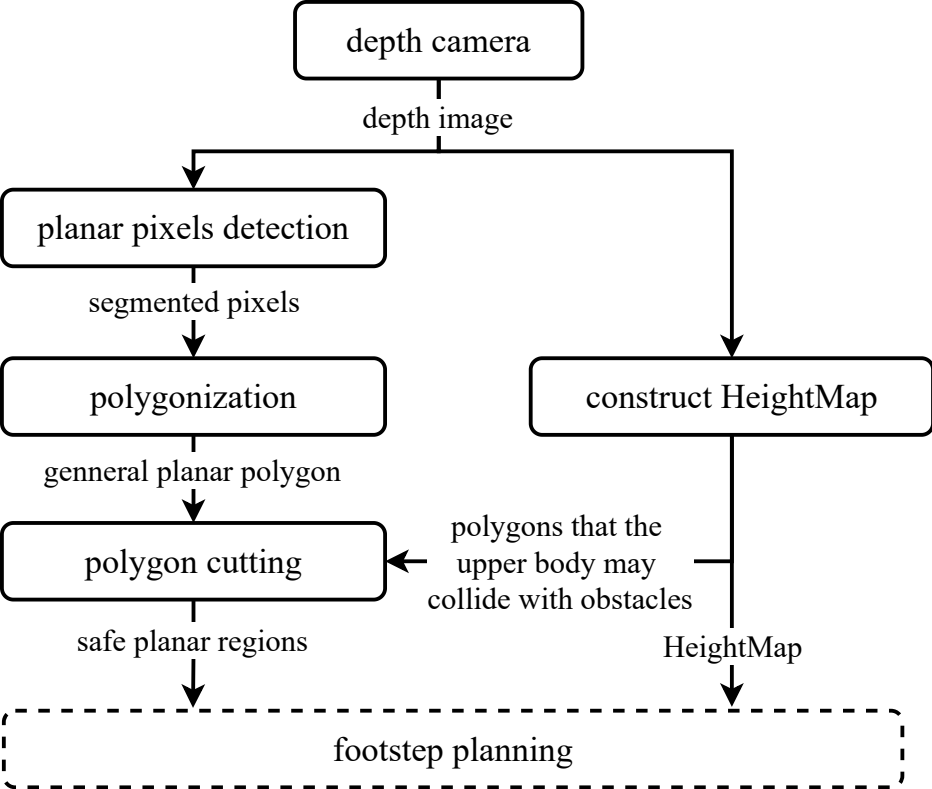 depth camera
depth image
planar pixels detection
segmented pixels
polygonization
construct HeightMap
genneral planar polygon
polygons that the
upper body may
collide with obstacles
polygon cutting
safe planar regions
HeightMap
footstep planning